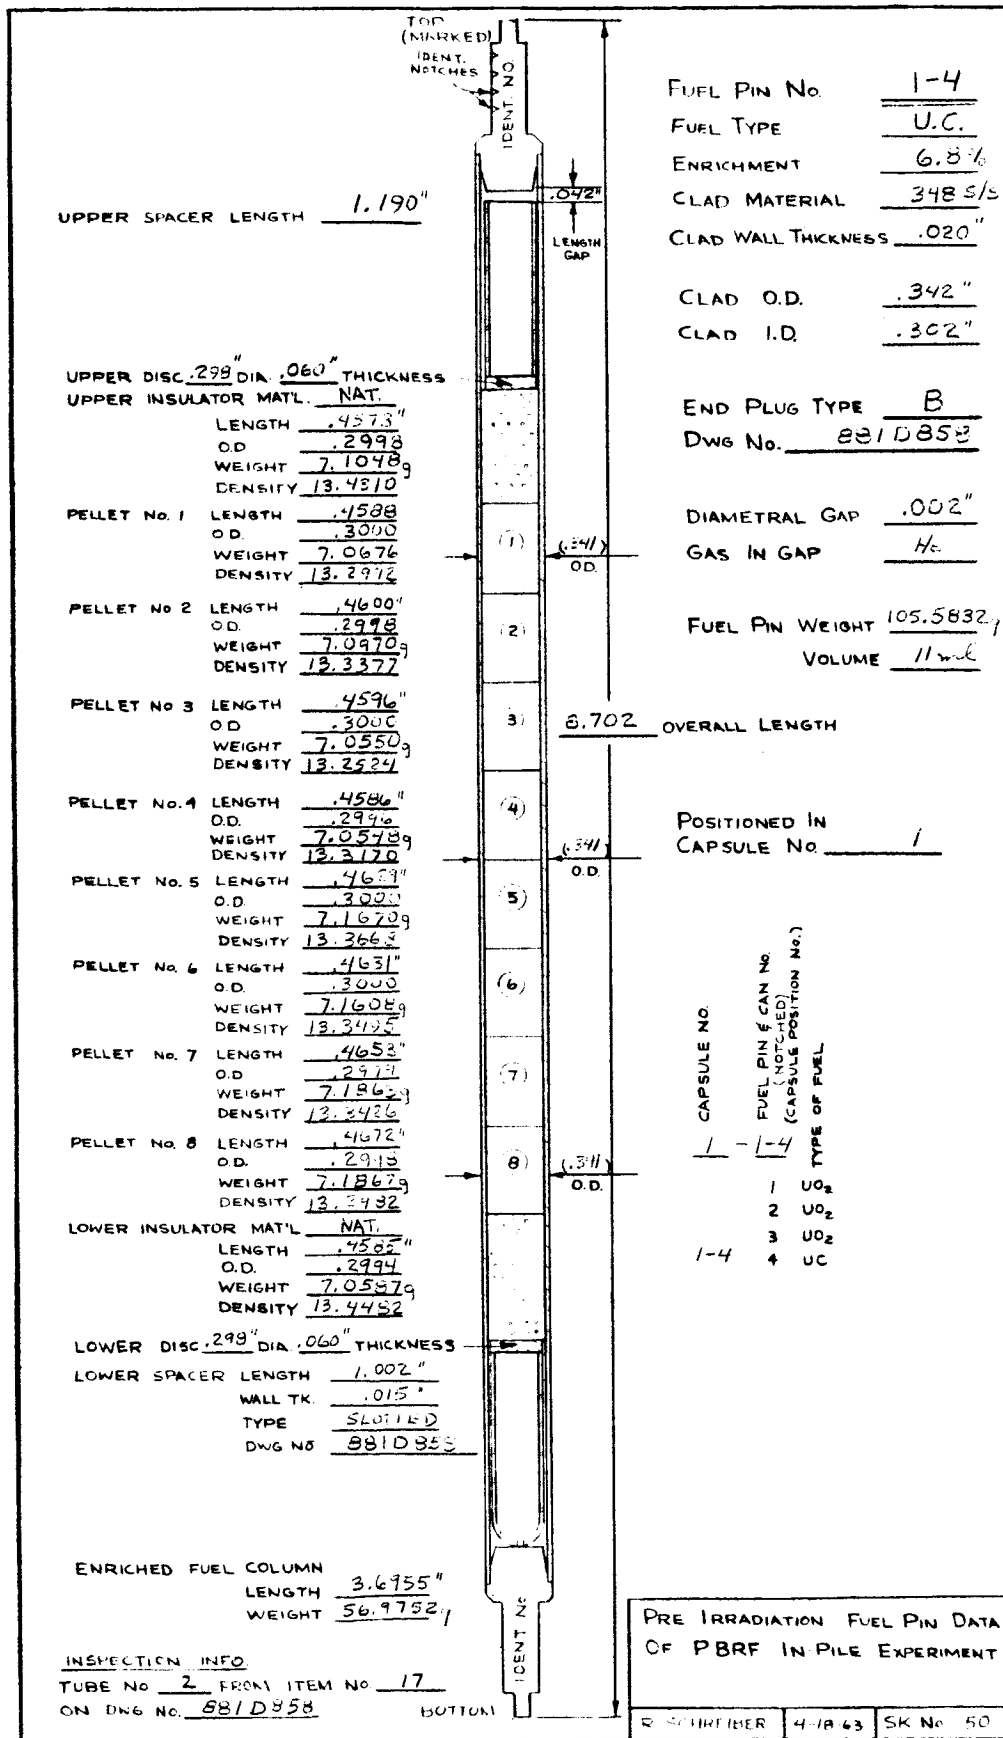 TOP
(MARKED)
IDENT.
NOTCHES
IDENT. NO.
FUEL PIN NO. 1-4
FUEL TYPE U.C.
ENRICHMENT 6.8%
CLAD MATERIAL 348 S/S
CLAD WALL THICKNESS .020"
CLAD O.D. .342"
CLAD I.D. .302"
END PLUG TYPE B
DWG NO. 881D858
DIAMETRAL GAP .002"
GAS IN GAP He
FUEL PIN WEIGHT 105.5832g
VOLUME 11 ml
.042"
LENGTH
GAP
UPPER SPACER LENGTH 1.190"
UPPER DISC .298" DIA. .060" THICKNESS
UPPER INSULATOR MAT'L. NAT.
LENGTH .4573"
O.D .2998
WEIGHT 7.1048g
DENSITY 13.4310
PELLET NO. 1 LENGTH .4588
O.D. .3000
WEIGHT 7.0676
DENSITY 13.2992
PELLET NO 2 LENGTH .4600"
O.D. .2998
WEIGHT 7.0970g
DENSITY 13.3377
PELLET NO 3 LENGTH .4596"
O.D .3000
WEIGHT 7.0550g
DENSITY 13.2524
PELLET NO. 4 LENGTH .4586"
O.D. .2996
WEIGHT 7.0548g
DENSITY 13.3170
PELLET NO. 5 LENGTH
O.D. .3000
WEIGHT 7.1670g
DENSITY 13.3663
PELLET NO. 6 LENGTH .4631"
O.D. .3000
WEIGHT 7.1608g
DENSITY 13.3495
PELLET NO. 7 LENGTH .4653"
O.D
WEIGHT
DENSITY 13.3426
PELLET NO. 8 LENGTH .4672"
O.D.
WEIGHT 7.1867g
DENSITY 13.3482
LOWER INSULATOR MAT'L NAT.
LENGTH .4585"
O.D. .2994
WEIGHT 7.0587g
DENSITY 13.4482
LOWER DISC .298" DIA. .060" THICKNESS
LOWER SPACER LENGTH 1.002"
WALL TK. .015"
TYPE SLOTTED
DWG NO 881D858
ENRICHED FUEL COLUMN
LENGTH 3.6955"
WEIGHT 56.9752g
INSPECTION INFO.
TUBE NO 2 FROM ITEM NO. 17
ON DWG NO. 881D858
(1)
(2)
(3)
(4)
(5)
(6)
(7)
(8)
(.341)
O.D.
(.341)
O.D.
(.341)
O.D.
8.702 OVERALL LENGTH
POSITIONED IN
CAPSULE NO. 1
CAPSULE NO.
FUEL PIN & CAN NO.
(NOTCHED)
(CAPSULE POSITION NO.)
TYPE OF FUEL
1 - 1-4
1 UO2
2 UO2
3 UO2
1-4 4 UC
IDENT NO
BOTTOM
PRE IRRADIATION FUEL PIN DATA
OF PBRF IN-PILE EXPERIMENT
R SCHREIBER 4-18-63 SK NO 50